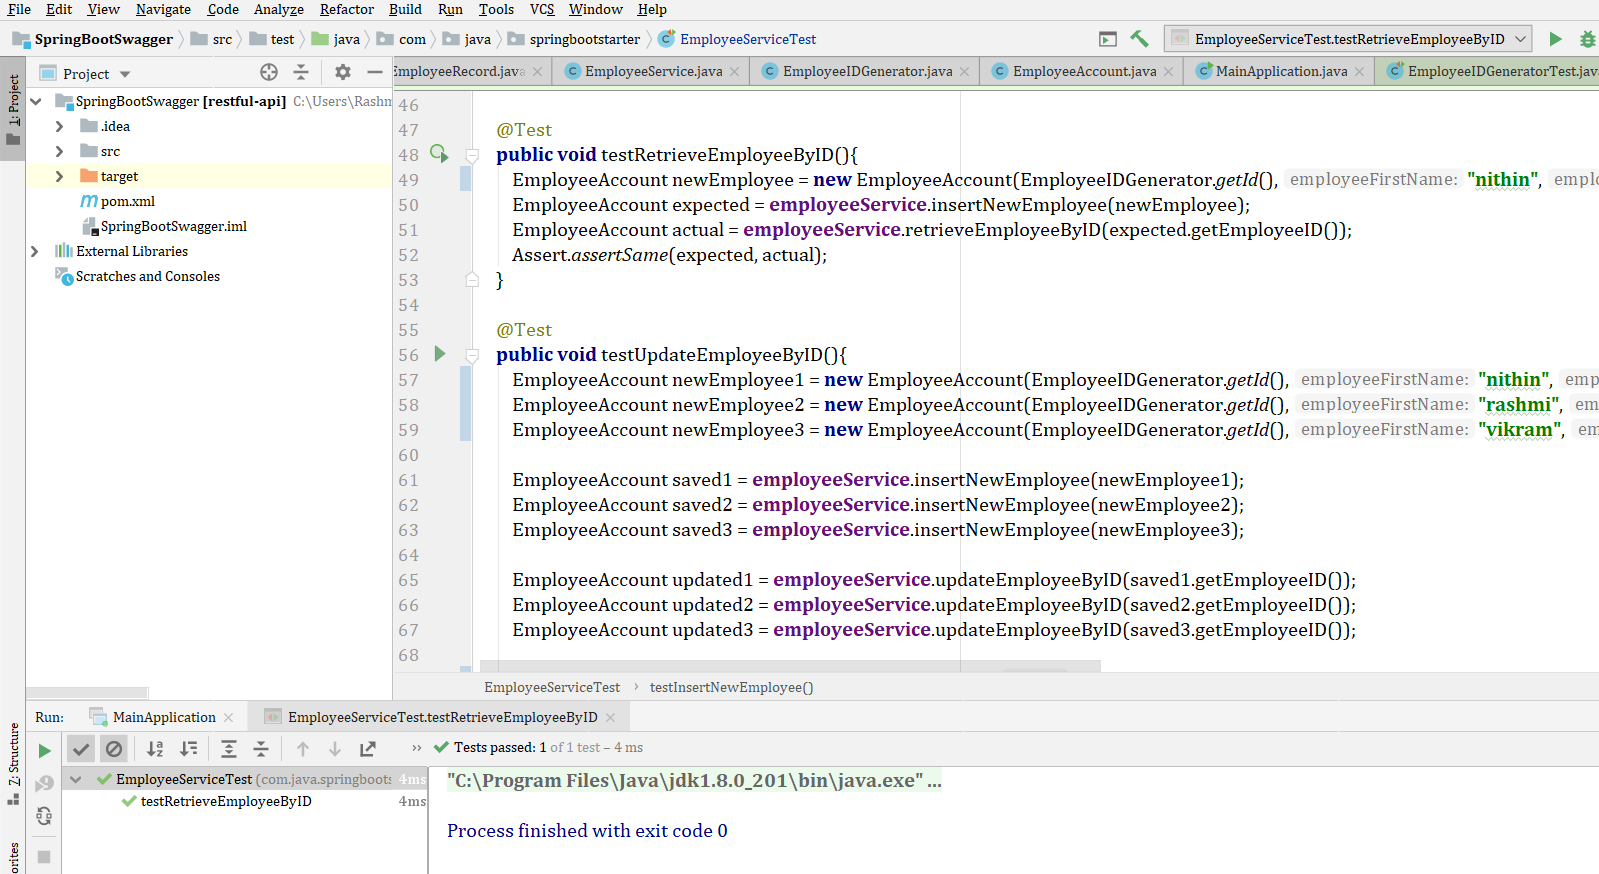 File Edit View Navigate Code Analyze Refactor Build Run Tools VCS Window Help
SpringBootSwagger src test java com java springbootstarter EmployeeServiceTest EmployeeServiceTest.testRetrieveEmployeeByID
1: Project
Project
EmployeeRecord.java EmployeeService.java EmployeeIDGenerator.java EmployeeAccount.java MainApplication.java EmployeeIDGeneratorTest.java
SpringBootSwagger [restful-api] C:\Users\Rashm
.idea
src
target
pom.xml
SpringBootSwagger.iml
External Libraries
Scratches and Consoles
46
47 @Test
48 public void testRetrieveEmployeeByID(){
49 EmployeeAccount newEmployee = new EmployeeAccount(EmployeeIDGenerator.getId(), employeeFirstName: "nithin", emplo
50 EmployeeAccount expected = employeeService.insertNewEmployee(newEmployee);
51 EmployeeAccount actual = employeeService.retrieveEmployeeByID(expected.getEmployeeID());
52 Assert.assertSame(expected, actual);
53 }
54
55 @Test
56 public void testUpdateEmployeeByID(){
57 EmployeeAccount newEmployee1 = new EmployeeAccount(EmployeeIDGenerator.getId(), employeeFirstName: "nithin", emp
58 EmployeeAccount newEmployee2 = new EmployeeAccount(EmployeeIDGenerator.getId(), employeeFirstName: "rashmi", em
59 EmployeeAccount newEmployee3 = new EmployeeAccount(EmployeeIDGenerator.getId(), employeeFirstName: "vikram", em
60
61 EmployeeAccount saved1 = employeeService.insertNewEmployee(newEmployee1);
62 EmployeeAccount saved2 = employeeService.insertNewEmployee(newEmployee2);
63 EmployeeAccount saved3 = employeeService.insertNewEmployee(newEmployee3);
64
65 EmployeeAccount updated1 = employeeService.updateEmployeeByID(saved1.getEmployeeID());
66 EmployeeAccount updated2 = employeeService.updateEmployeeByID(saved2.getEmployeeID());
67 EmployeeAccount updated3 = employeeService.updateEmployeeByID(saved3.getEmployeeID());
68
EmployeeServiceTest › testInsertNewEmployee()
Run: MainApplication EmployeeServiceTest.testRetrieveEmployeeByID
7: Structure
» Tests passed: 1 of 1 test – 4 ms
EmployeeServiceTest (com.java.springboots 4ms
testRetrieveEmployeeByID 4ms
"C:\Program Files\Java\jdk1.8.0_201\bin\java.exe" ...
Process finished with exit code 0
orites